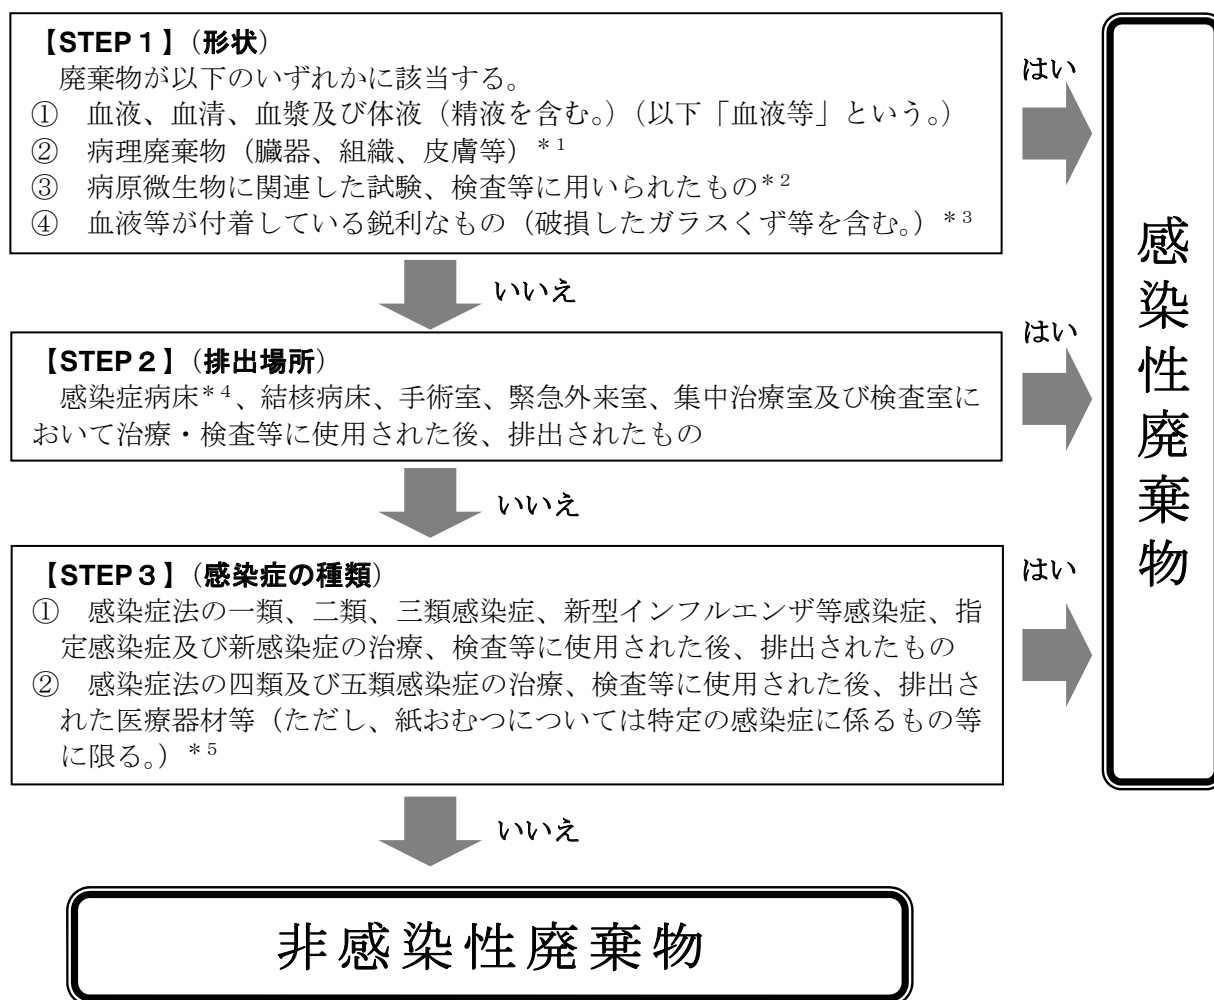 【STEP１】（形状）
廃棄物が以下のいずれかに該当する。
① 血液、血清、血漿及び体液（精液を含む。）（以下「血液等」という。）
② 病理廃棄物（臓器、組織、皮膚等）＊１
③ 病原微生物に関連した試験、検査等に用いられたもの＊２
④ 血液等が付着している鋭利なもの（破損したガラスくず等を含む。）＊３
はい
いいえ
【STEP２】（排出場所）
感染症病床＊４、結核病床、手術室、緊急外来室、集中治療室及び検査室に
おいて治療・検査等に使用された後、排出されたもの
はい
いいえ
【STEP３】（感染症の種類）
① 感染症法の一類、二類、三類感染症、新型インフルエンザ等感染症、指
定感染症及び新感染症の治療、検査等に使用された後、排出されたもの
② 感染症法の四類及び五類感染症の治療、検査等に使用された後、排出さ
れた医療器材等（ただし、紙おむつについては特定の感染症に係るもの等
に限る。）＊５
はい
いいえ
感染性廃棄物
非感染性廃棄物